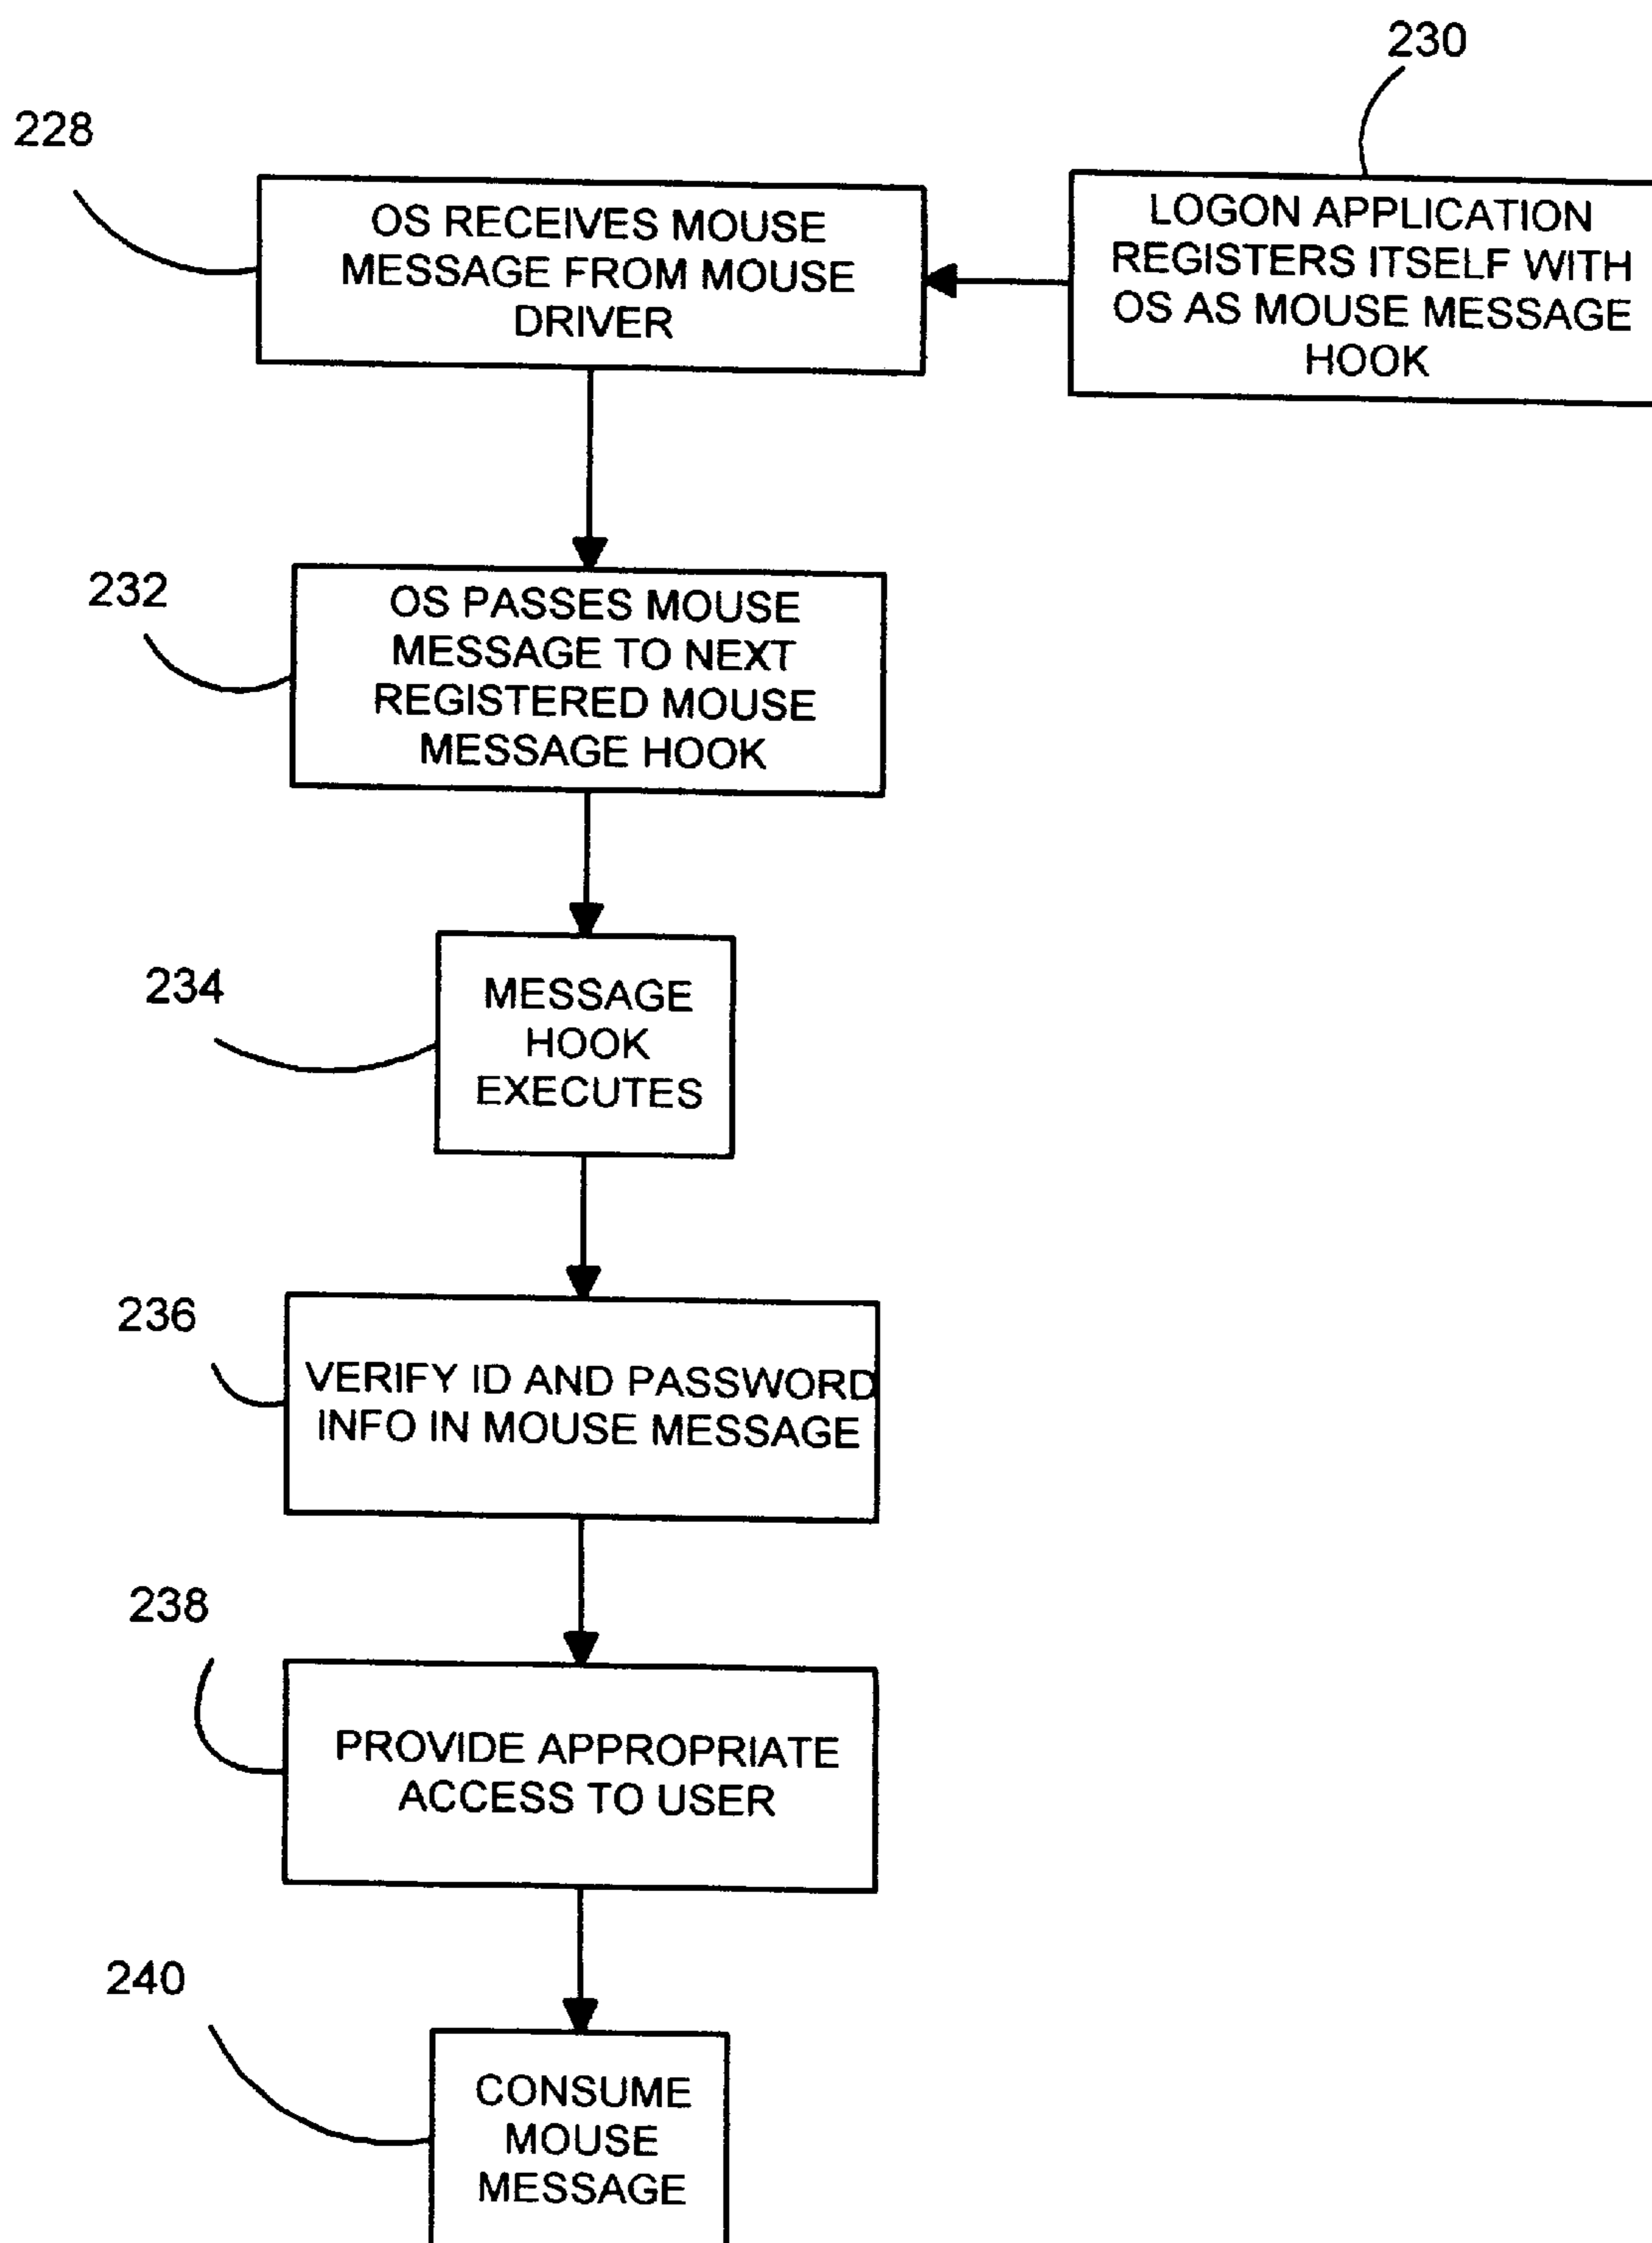 230
228
OS RECEIVES MOUSE
MESSAGE FROM MOUSE
DRIVER
LOGON APPLICATION
REGISTERS ITSELF WITH
OS AS MOUSE MESSAGE
HOOK
232
OS PASSES MOUSE
MESSAGE TO NEXT
REGISTERED MOUSE
MESSAGE HOOK
234
MESSAGE
HOOK
EXECUTES
236
VERIFY ID AND PASSWORD
INFO IN MOUSE MESSAGE
238
PROVIDE APPROPRIATE
ACCESS TO USER
240
CONSUME
MOUSE
MESSAGE